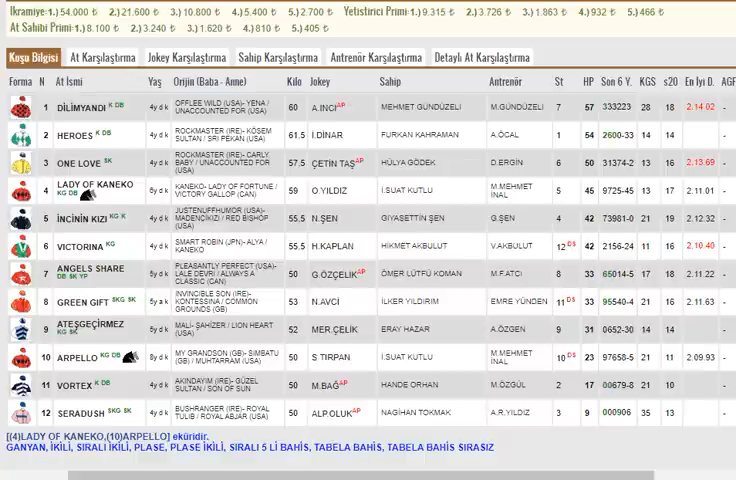 Ikramiye: 1.) 54.000 ₺ 2.) 21.600 ₺ 3.) 10.800 ₺ 4.) 5.400 ₺ 5.) 2.700 ₺ Yetistirici Primi: 1.) 9.315 ₺ 2.) 3.726 ₺ 3.) 1.863 ₺ 4.) 932 ₺ 5.) 466 ₺
At Sahibi Primi: 1.) 8.100 ₺ 2.) 3.240 ₺ 3.) 1.620 ₺ 4.) 810 ₺ 5.) 405 ₺
Koşu Bilgisi At Karşılaştırma Jokey Karşılaştırma Sahip Karşılaştırma Antrenör Karşılaştırma Detaylı At Karşılaştırma
Forma N At İsmi Yaş Orijin (Baba - Anne) Kilo Jokey Sahip Antrenör St HP Son 6 Y. KGS s20 En İyi D. AGF
1 DİLİMYANDI K DB 4y d k OFFLEE WILD (USA)- YENA / UNACCOUNTED FOR (USA) 60 A.INCI AP MEHMET GÜNDÜZELİ M.GÜNDÜZELİ 7 57 333223 28 18 2.14.02 -
2 HEROES K DB 4y d k ROCKMASTER (IRE)- KÖSEM SULTAN / SRI PEKAN (USA) 61,5 İ.DİNAR FURKAN KAHRAMAN A.ÖCAL 1 54 2600-33 14 14 -
3 ONE LOVE SK 4y d k ROCKMASTER (IRE)- CARLY BABY / UNACCOUNTED FOR (USA) 57,5 ÇETİN TAŞ AP HÜLYA GÖDEK D.ERGİN 6 50 31374-2 13 16 2.13.69 -
4 LADY OF KANEKO KG DB 6y d k KANEKO- LADY OF FORTUNE / VICTORY GALLOP (CAN) 59 O.YILDIZ İ.SUAT KUTLU M.MEHMET İNAL 5 45 9725-45 13 17 2.11.01 -
5 İNCİNİN KIZI KG K 4y d k JUSTENUFFHUMOR (USA)- MADENCİKIZI / RED BISHOP (USA) 55,5 N.ŞEN GIYASETTİN ŞEN G.ŞEN 4 42 73981-0 21 19 2.12.32 -
6 VICTORINA KG 4y d k SMART ROBIN (JPN)- ALYA / KANEKO 55,5 H.KAPLAN HİKMET AKBULUT V.AKBULUT 12 DS 42 2156-24 11 16 2.10.40 -
7 ANGELS SHARE DB SK YP 5y d k PLEASANTLY PERFECT (USA)- LALE DEVRI / ALWAYS A CLASSIC (CAN) 50 G.ÖZÇELİK AP ÖMER LÜTFÜ KOMAN M.F.ATCI 8 33 65014-5 17 18 2.11.22 -
8 GREEN GIFT SKG SK 5y a k INVINCIBLE SON (IRE)- KONTESSINA / COMMON GROUNDS (GB) 53 N.AVCİ İLKER YILDIRIM EMRE YÜNDEN 11 DS 33 95540-4 21 16 2.11.63 -
9 ATEŞGEÇİRMEZ KG SK 5y d k MALI- ŞAHİZER / LION HEART (USA) 52 MER.ÇELİK ERAY HAZAR A.ÖZGEN 9 31 0652-30 14 14 -
10 ARPELLO KG DB 8y d k MY GRANDSON (GB)- SIMBATU (GB) / MUHTARRAM (USA) 50 S.TIRPAN İ.SUAT KUTLU M.MEHMET İNAL 10 DS 23 97658-5 21 11 2.09.93 -
11 VORTEX K DB 4y d k AKINDAYIM (IRE)- GÜZEL SULTAN / SON OF SUN 50 M.BAĞ AP HANDE ORHAN M.ÖZGÜL 2 17 00679-8 21 10 -
12 SERADUSH SKG SK 4y d k BUSHRANGER (IRE)- ROYAL TULIB / ROYAL ABJAR (USA) 50 ALP.OLUK AP NAGİHAN TOKMAK A.R.YILDIZ 3 9 000906 35 13 -
[(4)LADY OF KANEKO,(10)ARPELLO] eküridir.
GANYAN, İKİLİ, SIRALI İKİLİ, PLASE, PLASE İKİLİ, SIRALI 5 Lİ BAHİS, TABELA BAHİS, TABELA BAHİS SIRASIZ